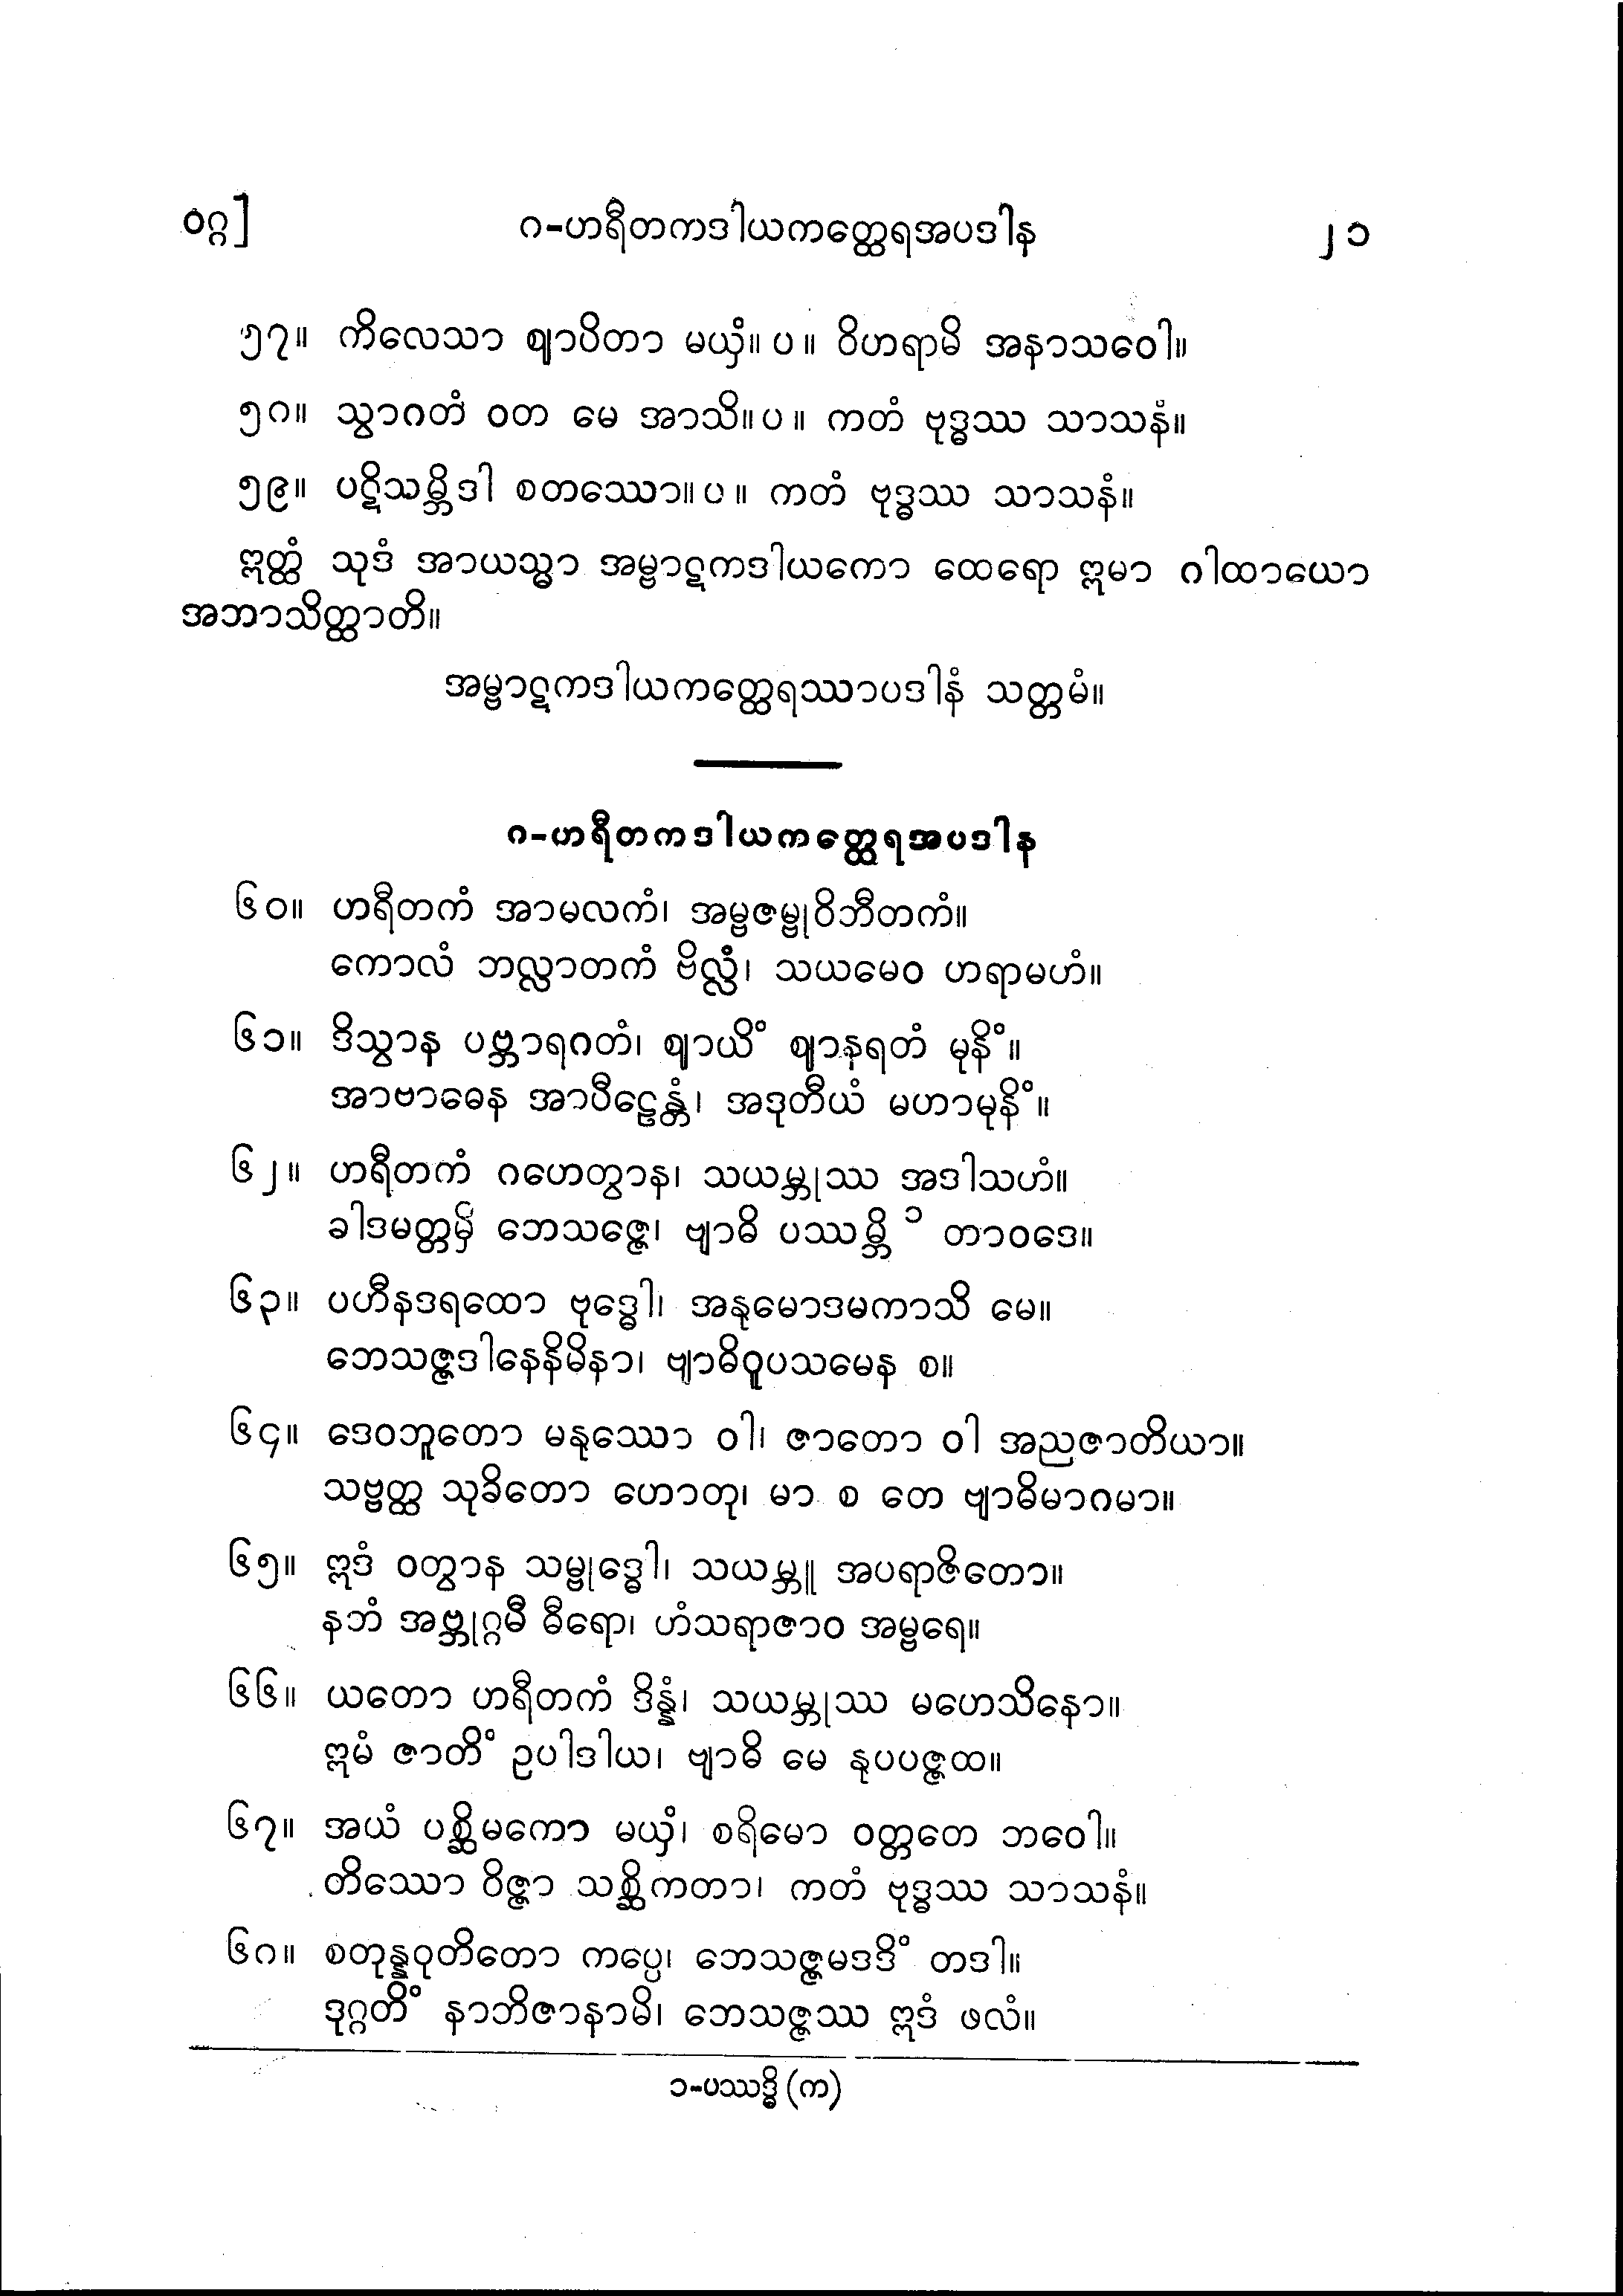 ဝဂ္ဂ]
၈-ဟရီတကဒါယကတ္ထေရအပဒါန
၂၁
၅၇။ ကိလေသာ ဈာပိတာ မယှံ။ ပ။ ဝိဟရာမိ အနာသဝေါ။
၅၈။ သွာဂတံ ဝတ မေ အာသိ။ ပ။ ကတံ ဗုဒ္ဓဿ သာသနံ။
၅၉။ ပဋိသမ္ဘိဒါ စတဿော။ ပ။ ကတံ ဗုဒ္ဓဿ သာသနံ။
ဣတ္ထံ သုဒံ အာယသ္မာ အမ္ဗာဋကဒါယကော ထေရော ဣမာ ဂါထာယော
အဘာသိတ္ထာတိ။
အမ္ဗာဋကဒါယကတ္ထေရဿာပဒါနံ သတ္တမံ။
၈-ဟရီတကဒါယကတ္ထေရအပဒါန
၆၀။ ဟရီတကံ အာမလကံ၊ အမ္ဗဇမ္ဗုဝိဘီတကံ။
ကောလံ ဘလ္လာတကံ ဗိလ္လံ၊ သယမေဝ ဟရာမဟံ။
၆၁။ ဒိသွာန ပဗ္ဘာရဂတံ၊ ဈာယိံ ဈာနရတံ မုနိံ။
အာဗာဓေန အာပီဠေန္တံ၊ အဒုတီယံ မဟာမုနိံ။
၆၂။ ဟရီတကံ ဂဟေတွာန၊ သယမ္ဘုဿ အဒါသဟံ။
ခါဒမတ္တမှိ ဘေသဇ္ဇေ၊ ဗျာဓိ ပဿမ္ဘိ ၁ တာဝဒေ။
၆၃။ ပဟီနဒရထော ဗုဒ္ဓေါ၊ အနုမောဒမကာသိ မေ။
ဘေသဇ္ဇဒါနေနိမိနာ၊ ဗျာဓိဝူပသမေန စ။
၆၄။ ဒေဝဘူတော မနုဿော ဝါ၊ ဇာတော ဝါ အညဇာတိယာ။
သဗ္ဗတ္ထ သုခိတော ဟောတု၊ မာ စ တေ ဗျာဓိမာဂမာ။
၆၅။ ဣဒံ ဝတွာန သမ္ဗုဒ္ဓေါ၊ သယမ္ဘူ အပရာဇိတော။
နဘံ အဗ္ဘုဂ္ဂမီ ဓီရော၊ ဟံသရာဇာဝ အမ္ဗရေ။
၆၆။ ယတော ဟရီတကံ ဒိန္နံ၊ သယမ္ဘုဿ မဟေသိနော။
ဣမံ ဇာတိံ ဥပါဒါယ၊ ဗျာဓိ မေ နုပပဇ္ဇထ။
၆၇။ အယံ ပစ္ဆိမကော မယှံ၊ စရိမော ဝတ္တတေ ဘဝေါ။
တိဿော ဝိဇ္ဇာ သစ္ဆိကတာ၊ ကတံ ဗုဒ္ဓဿ သာသနံ။
၆၈။ စတုန္နဝုတိတော ကပ္ပေ၊ ဘေသဇ္ဇမဒဒိံ တဒါ။
ဒုဂ္ဂတိံ နာဘိဇာနာမိ၊ ဘေသဇ္ဇဿ ဣဒံ ဖလံ။
၁-ပဿဒ္ဓိ (က)